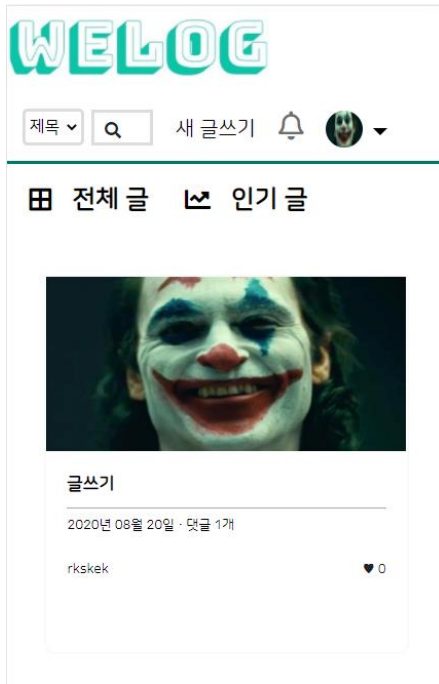 WELOG
제목
새 글쓰기
전체 글 인기 글
글쓰기
2020년 08월 20일 · 댓글 1개
rkskek ♥ 0